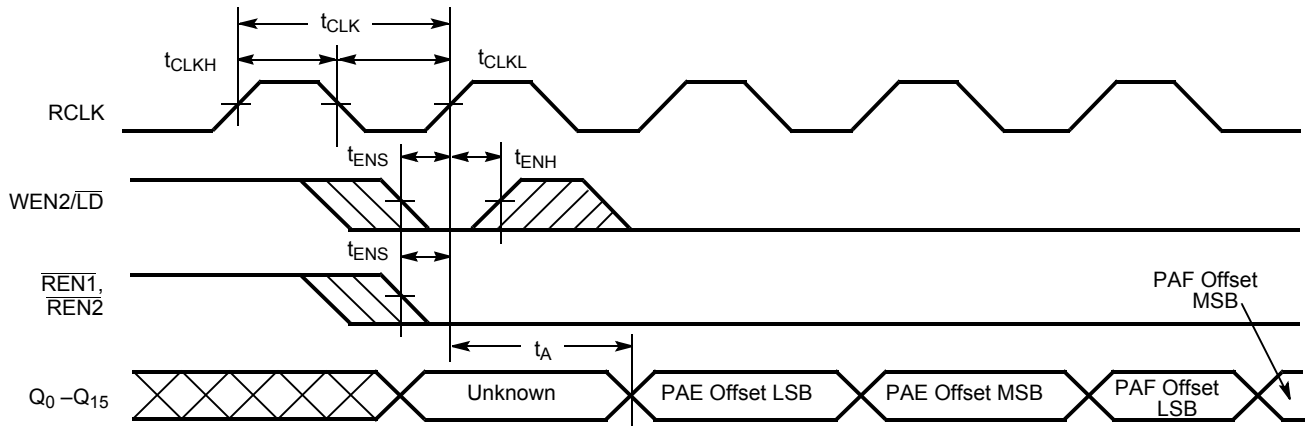 tCLK
tCLKH
tCLKL
RCLK
tENS
tENH
WEN2/LD
tENS
REN1,
REN2
PAF Offset
MSB
tA
Q0 –Q15
Unknown
PAE Offset LSB
PAE Offset MSB
PAF Offset
LSB